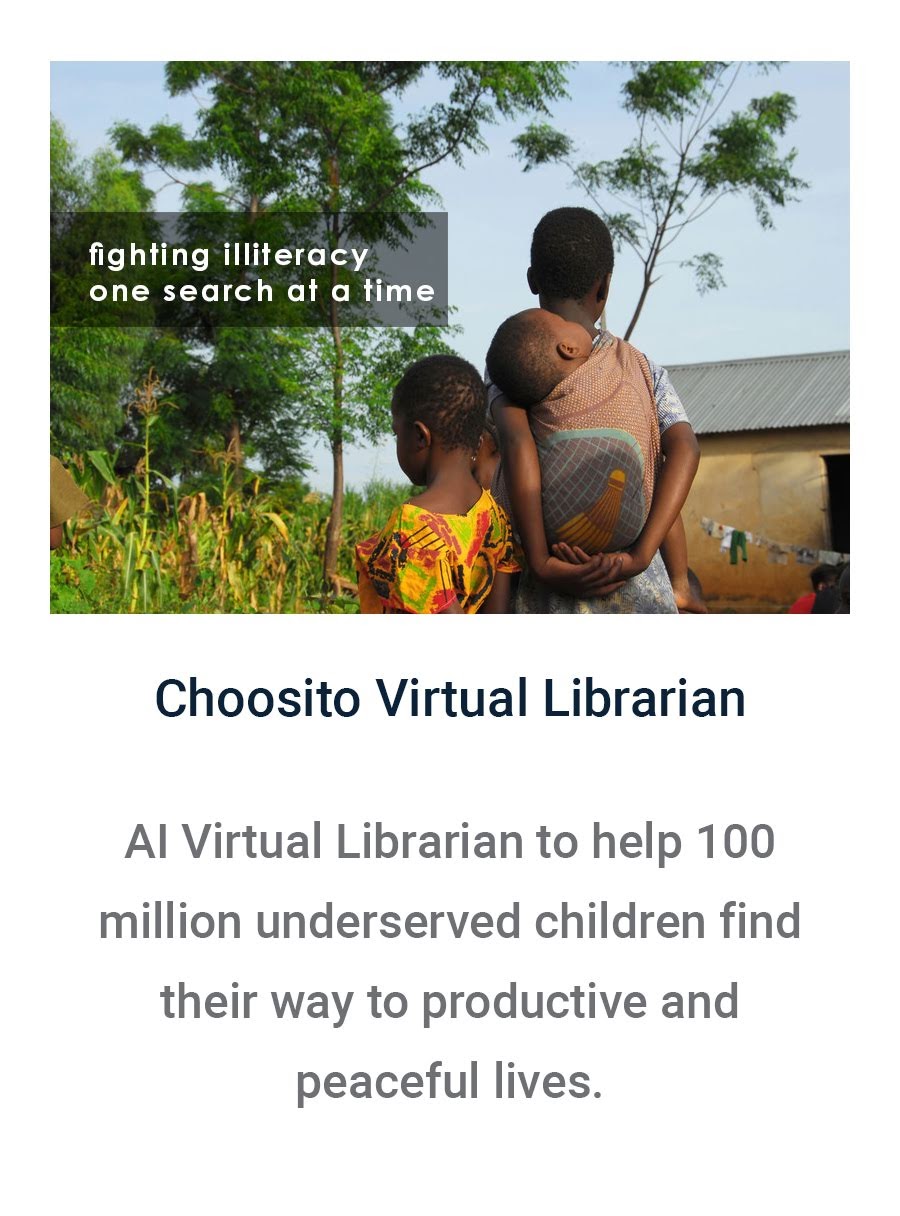 fighting illiteracy
one search at a time
Choosito Virtual Librarian
AI Virtual Librarian to help 100
million underserved children find
their way to productive and
peaceful lives.